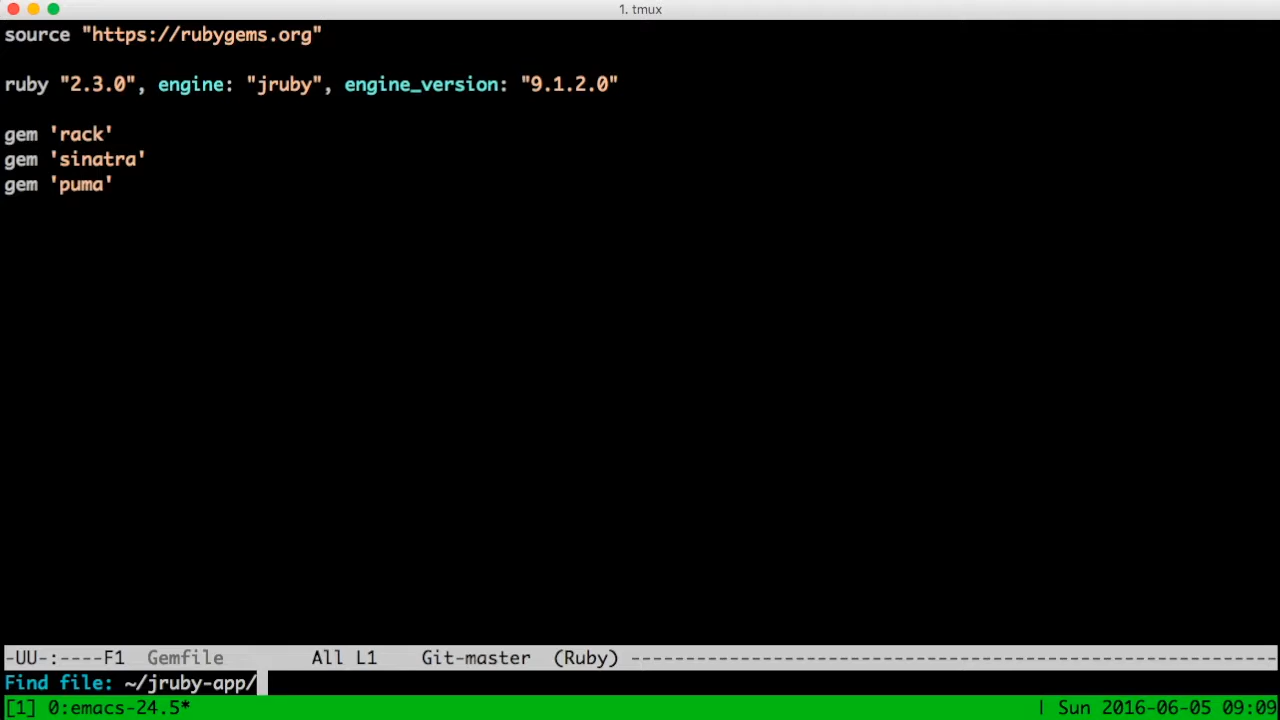 1. tmux
source "https://rubygems.org"
ruby "2.3.0", engine: "jruby", engine_version: "9.1.2.0"
gem 'rack'
gem 'sinatra'
gem 'puma'
-UU-:----F1  Gemfile        All L1    Git-master  (Ruby) -----------------------------------------------------------
Find file: ~/jruby-app/
[1] 0:emacs-24.5* | Sun 2016-06-05 09:09